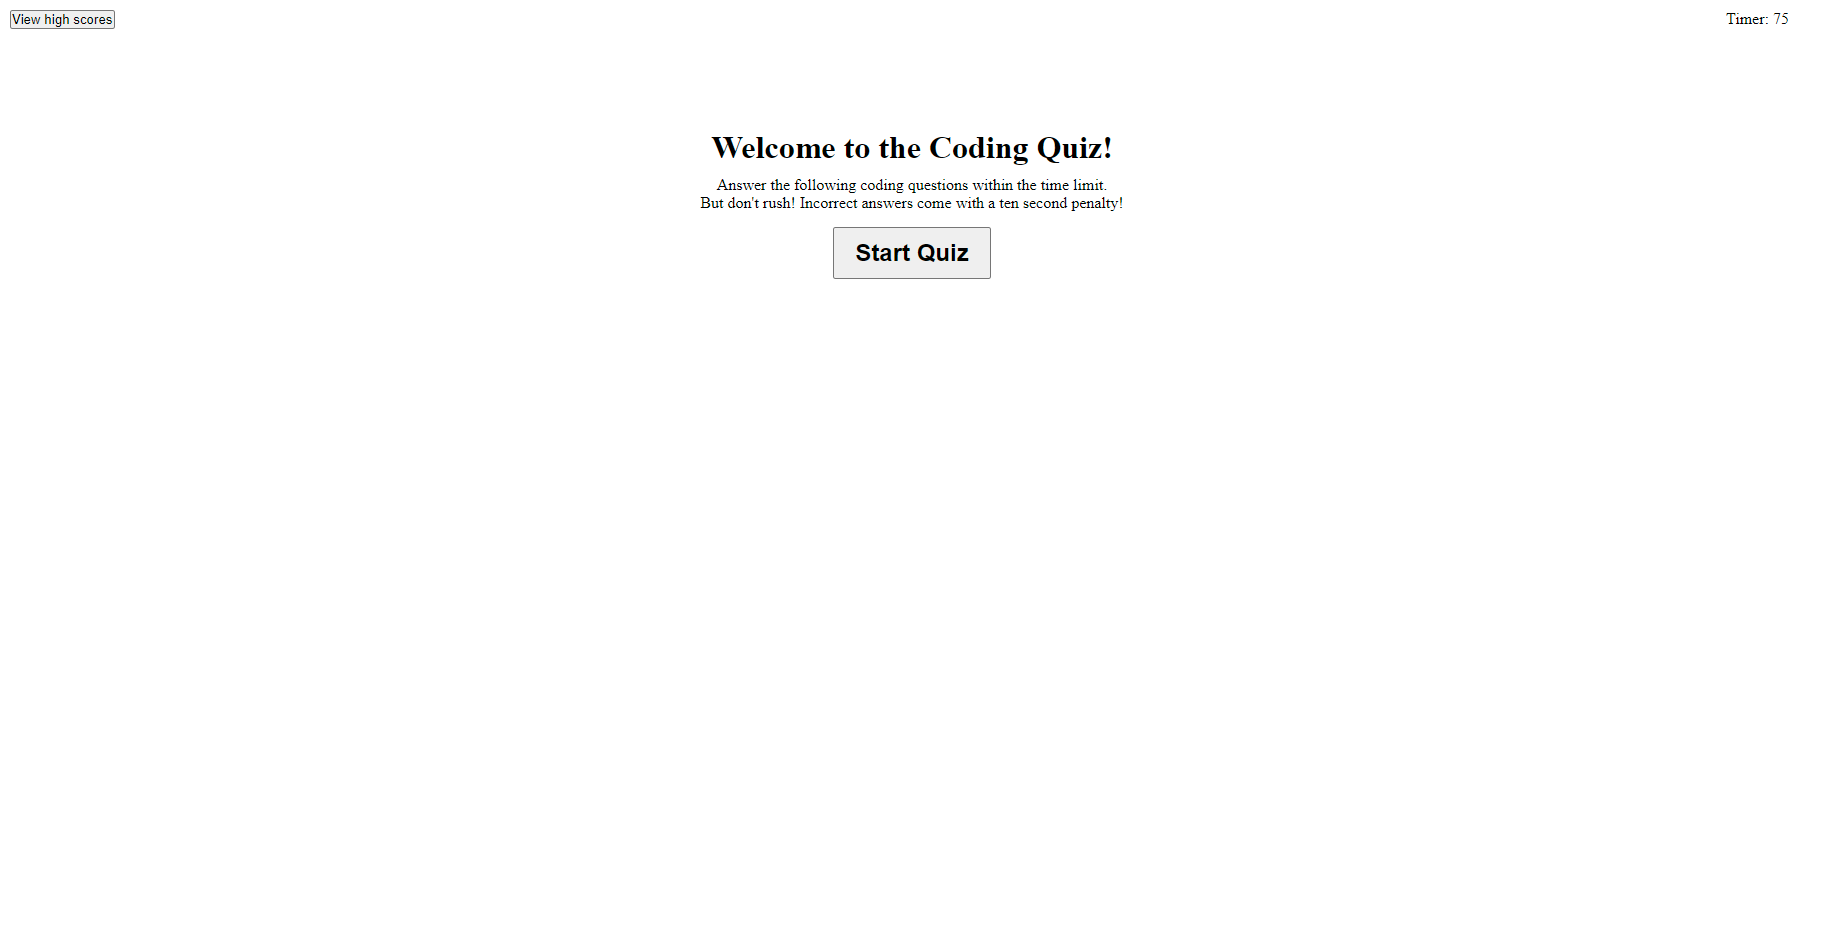 View high scores
Timer: 75
Welcome to the Coding Quiz!
Answer the following coding questions within the time limit.
But don't rush! Incorrect answers come with a ten second penalty!
Start Quiz